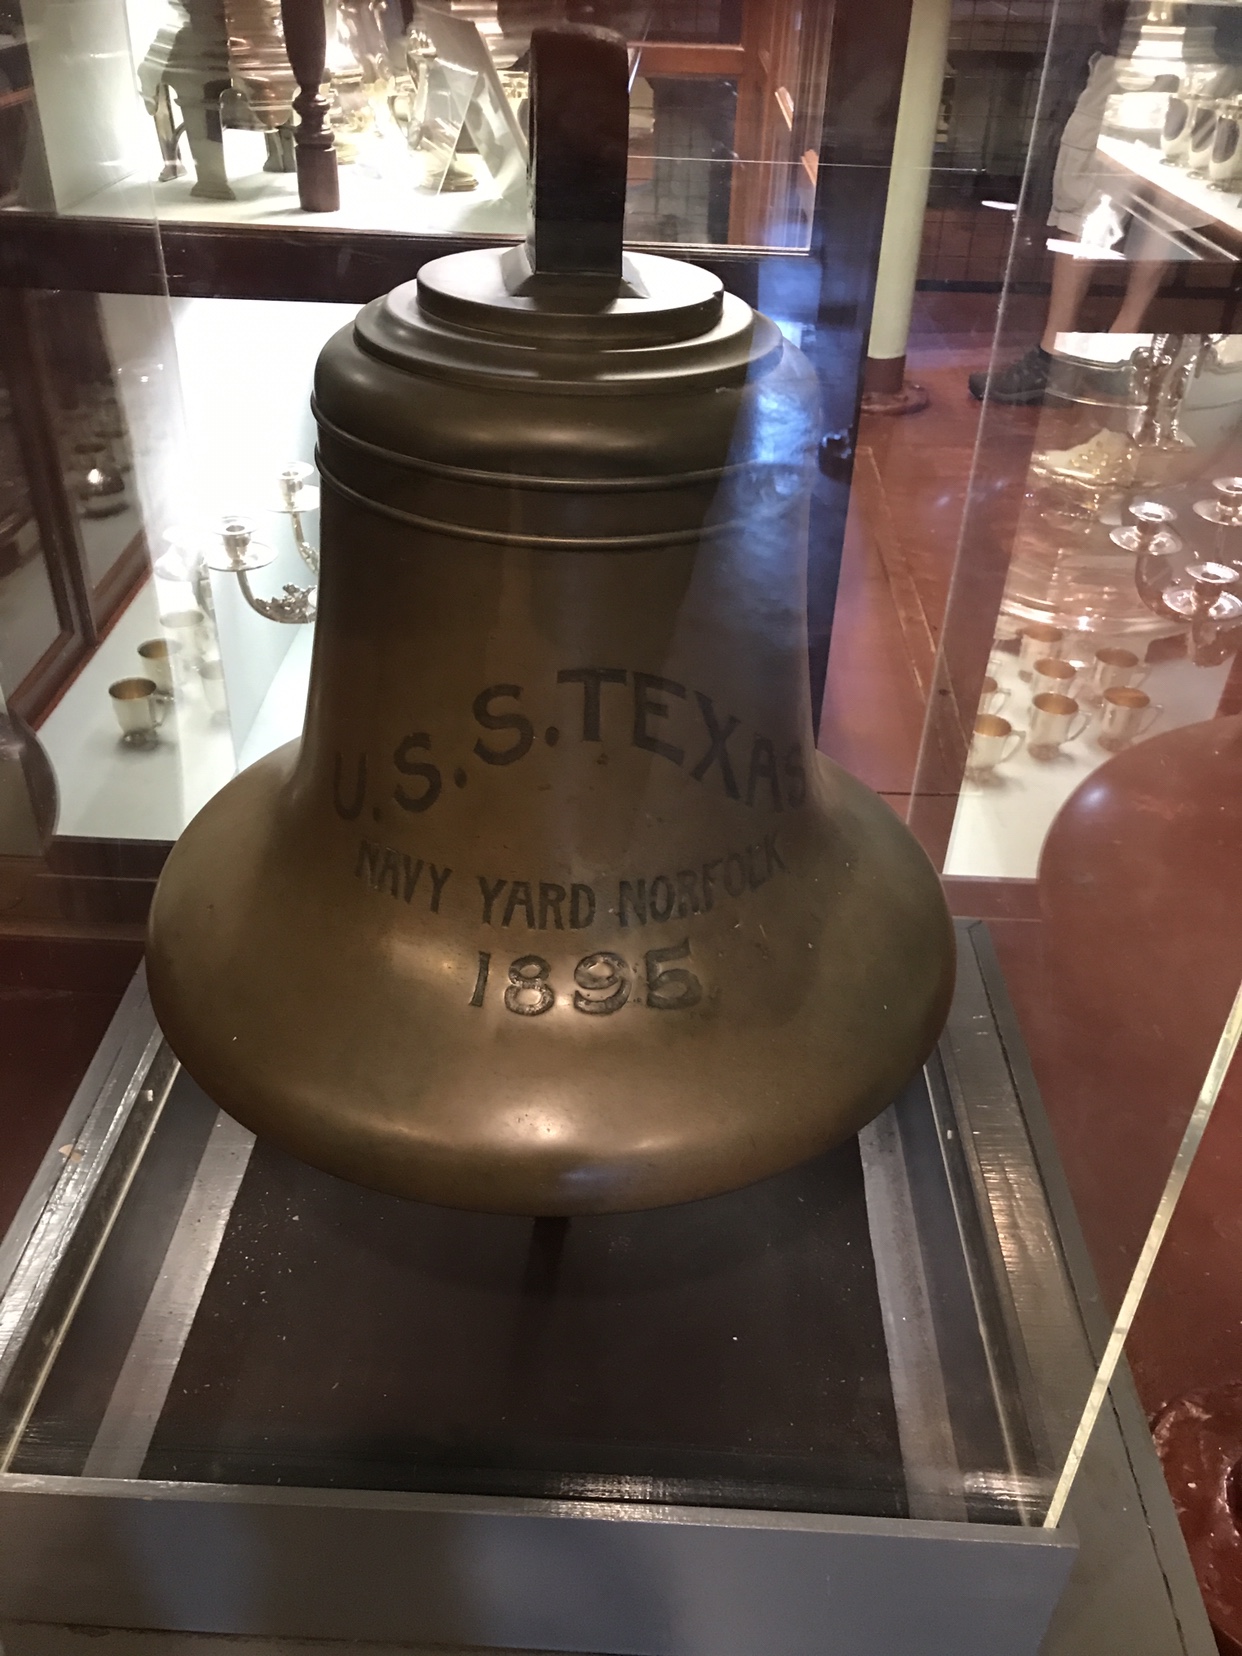 U.S.S. TEXAS
NAVY YARD NORFOLK
1895